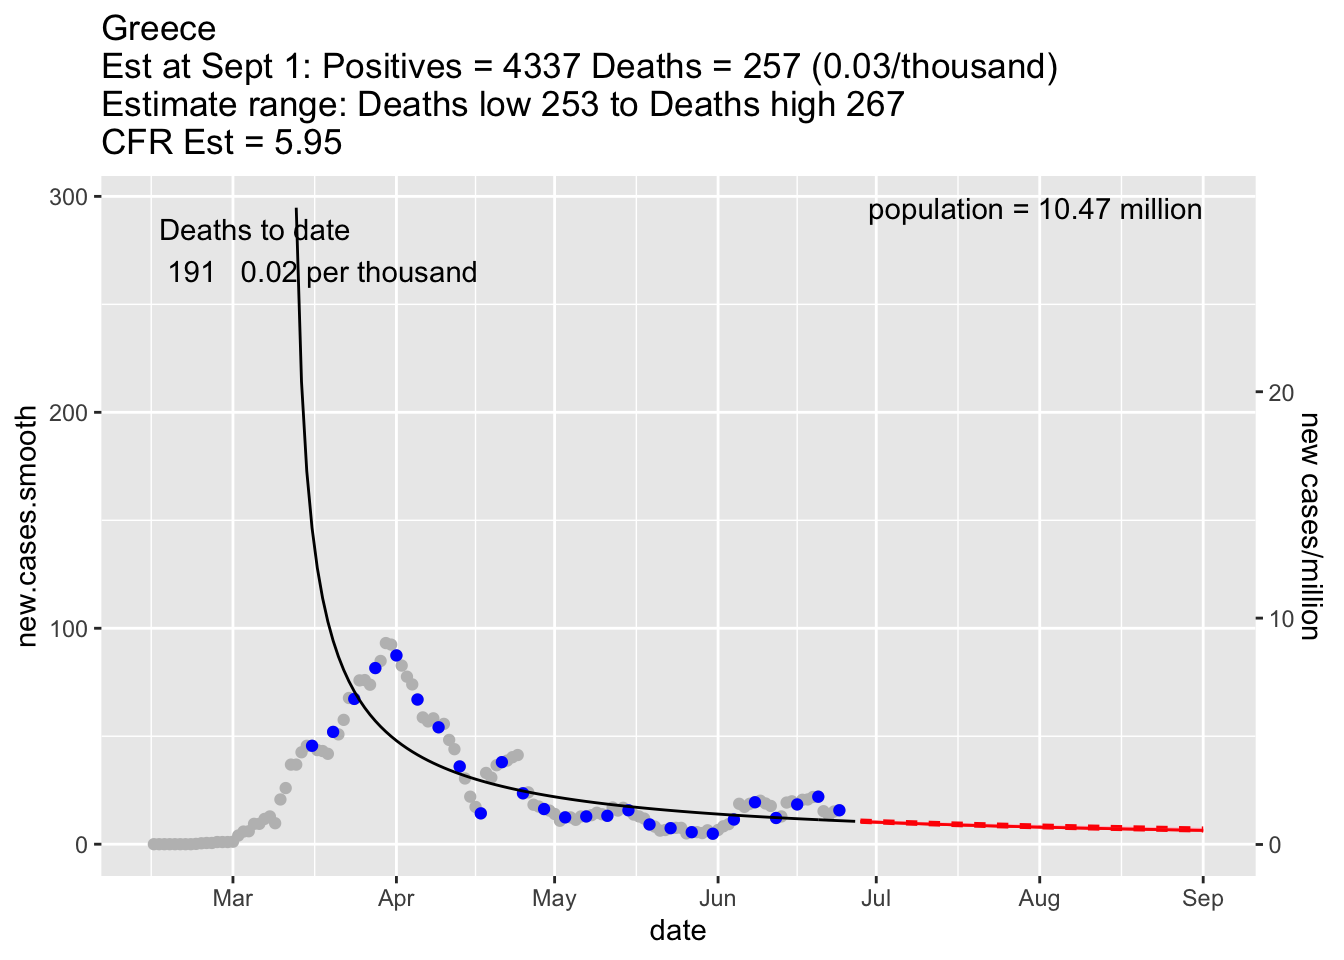 Greece
Est at Sept 1: Positives = 4337 Deaths = 257 (0.03/thousand)
Estimate range: Deaths low 253 to Deaths high 267
CFR Est = 5.95
300
200
100
0
new.cases.smooth
Deaths to date
191 0.02 per thousand
population = 10.47 million
20
10
0
new cases/million
Mar Apr May Jun Jul Aug Sep
date